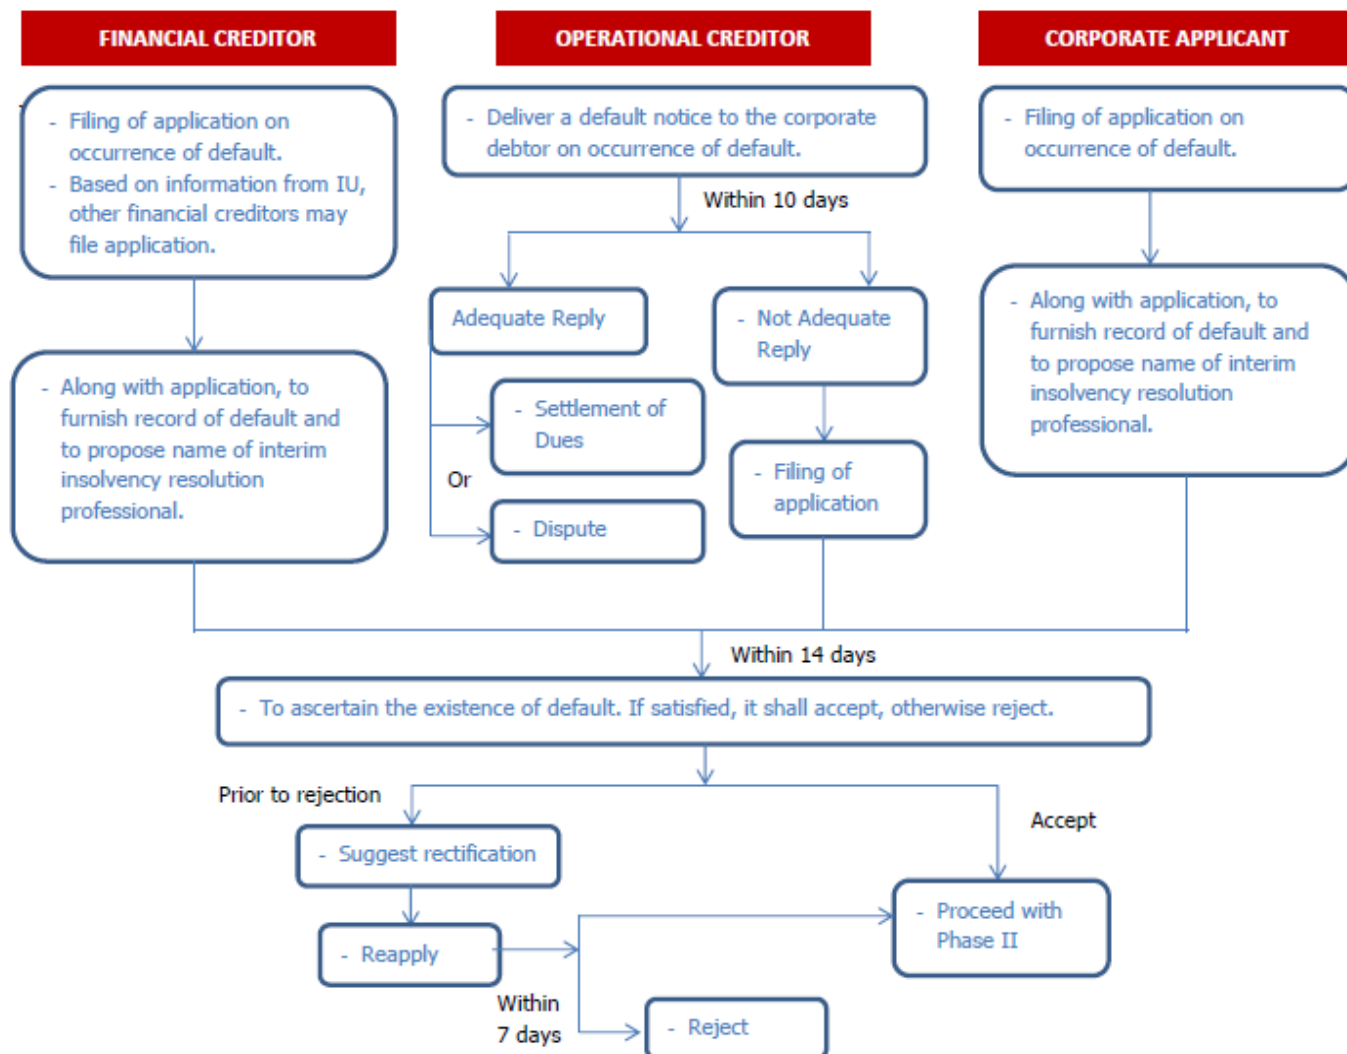 FINANCIAL CREDITOR
OPERATIONAL CREDITOR
CORPORATE APPLICANT
- Filing of application on
occurrence of default.
- Based on information from IU,
other financial creditors may
file application.
- Along with application, to
furnish record of default and
to propose name of interim
insolvency resolution
professional.
- Deliver a default notice to the corporate
debtor on occurrence of default.
Within 10 days
Adequate Reply
- Settlement of
Dues
Or
- Dispute
- Not Adequate
Reply
- Filing of
application
- Filing of application on
occurrence of default.
- Along with application, to
furnish record of default and
to propose name of interim
insolvency resolution
professional.
Within 14 days
- To ascertain the existence of default. If satisfied, it shall accept, otherwise reject.
Prior to rejection
- Suggest rectification
- Reapply
Within
7 days
- Reject
Accept
- Proceed with
Phase II